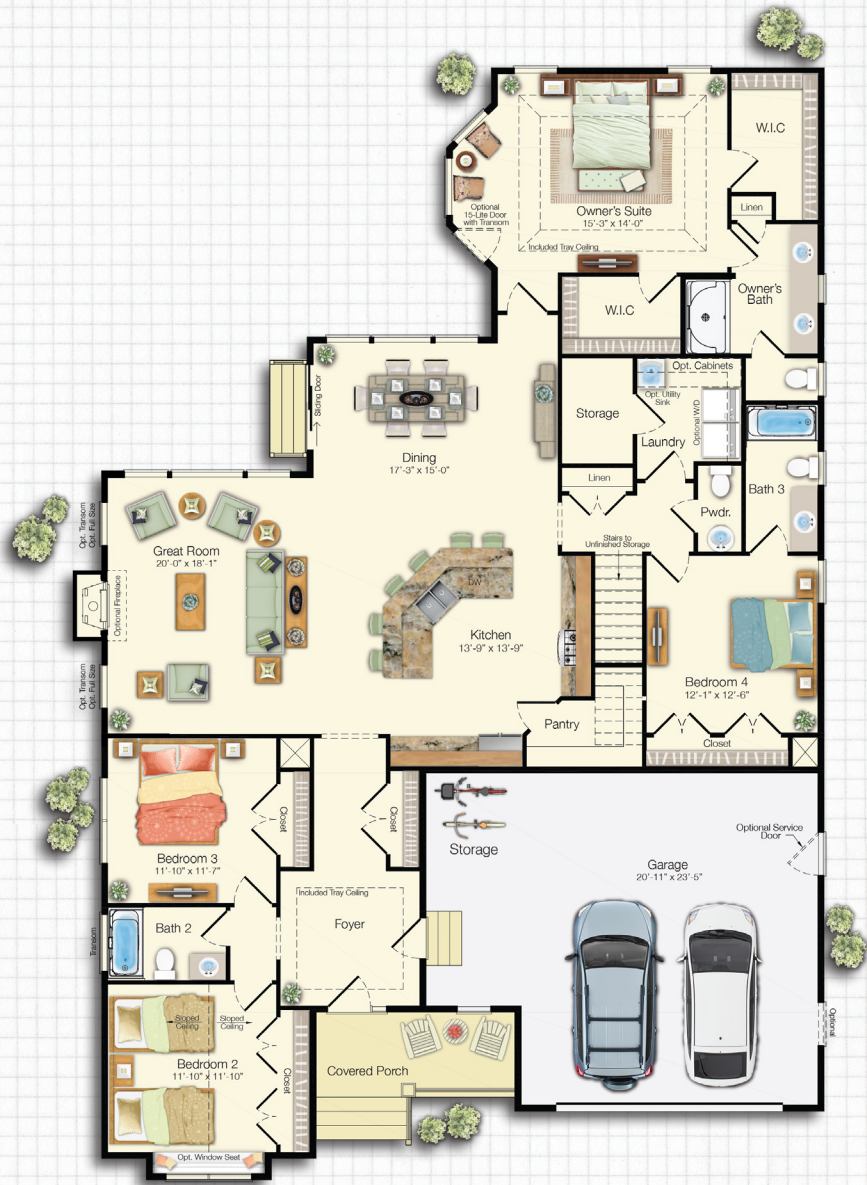 W.I.C
Linen
Optional
15-Lite Door
with Transom
Owner's Suite
15'-3" x 14'-0"
Included Tray Ceiling
Owner's
Bath
W.I.C
Sliding Door
Opt. Cabinets
Opt. Utility
Sink
Optional W/D
Storage
Laundry
Dining
17'-3" x 15'-0"
Linen
Bath 3
Pwdr.
Opt. Transom
Opt. Full Size
Great Room
20'-0" x 18'-1"
Stairs to
Unfinished Storage
DW
Optional Fireplace
Kitchen
13'-9" x 13'-9"
Opt. Transom
Opt. Full Size
Bedroom 4
12'-1" x 12'-6"
Pantry
Closet
Closet
Closet
Optional Service
Door
Storage
Bedroom 3
11'-10" x 11'-7"
Garage
20'-11" x 23'-5"
Included Tray Ceiling
Transom
Bath 2
Foyer
Sloped
Ceiling
Sloped
Ceiling
Optional
Bedroom 2
11'-10" x 11'-10"
Closet
Covered Porch
Opt. Window Seat